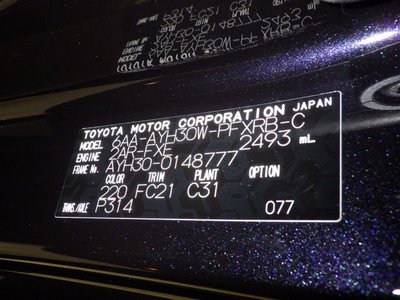 TOYOTA MOTOR CORPORATION JAPAN
MODEL 6AA-AYH30W-PFXRB-C
ENGINE 2AR-FXE 2493 mL
FRAME No. AYH30-0148777
COLOR TRIM PLANT OPTION
220 FC21 C31
TRANS./AXLE P314 077